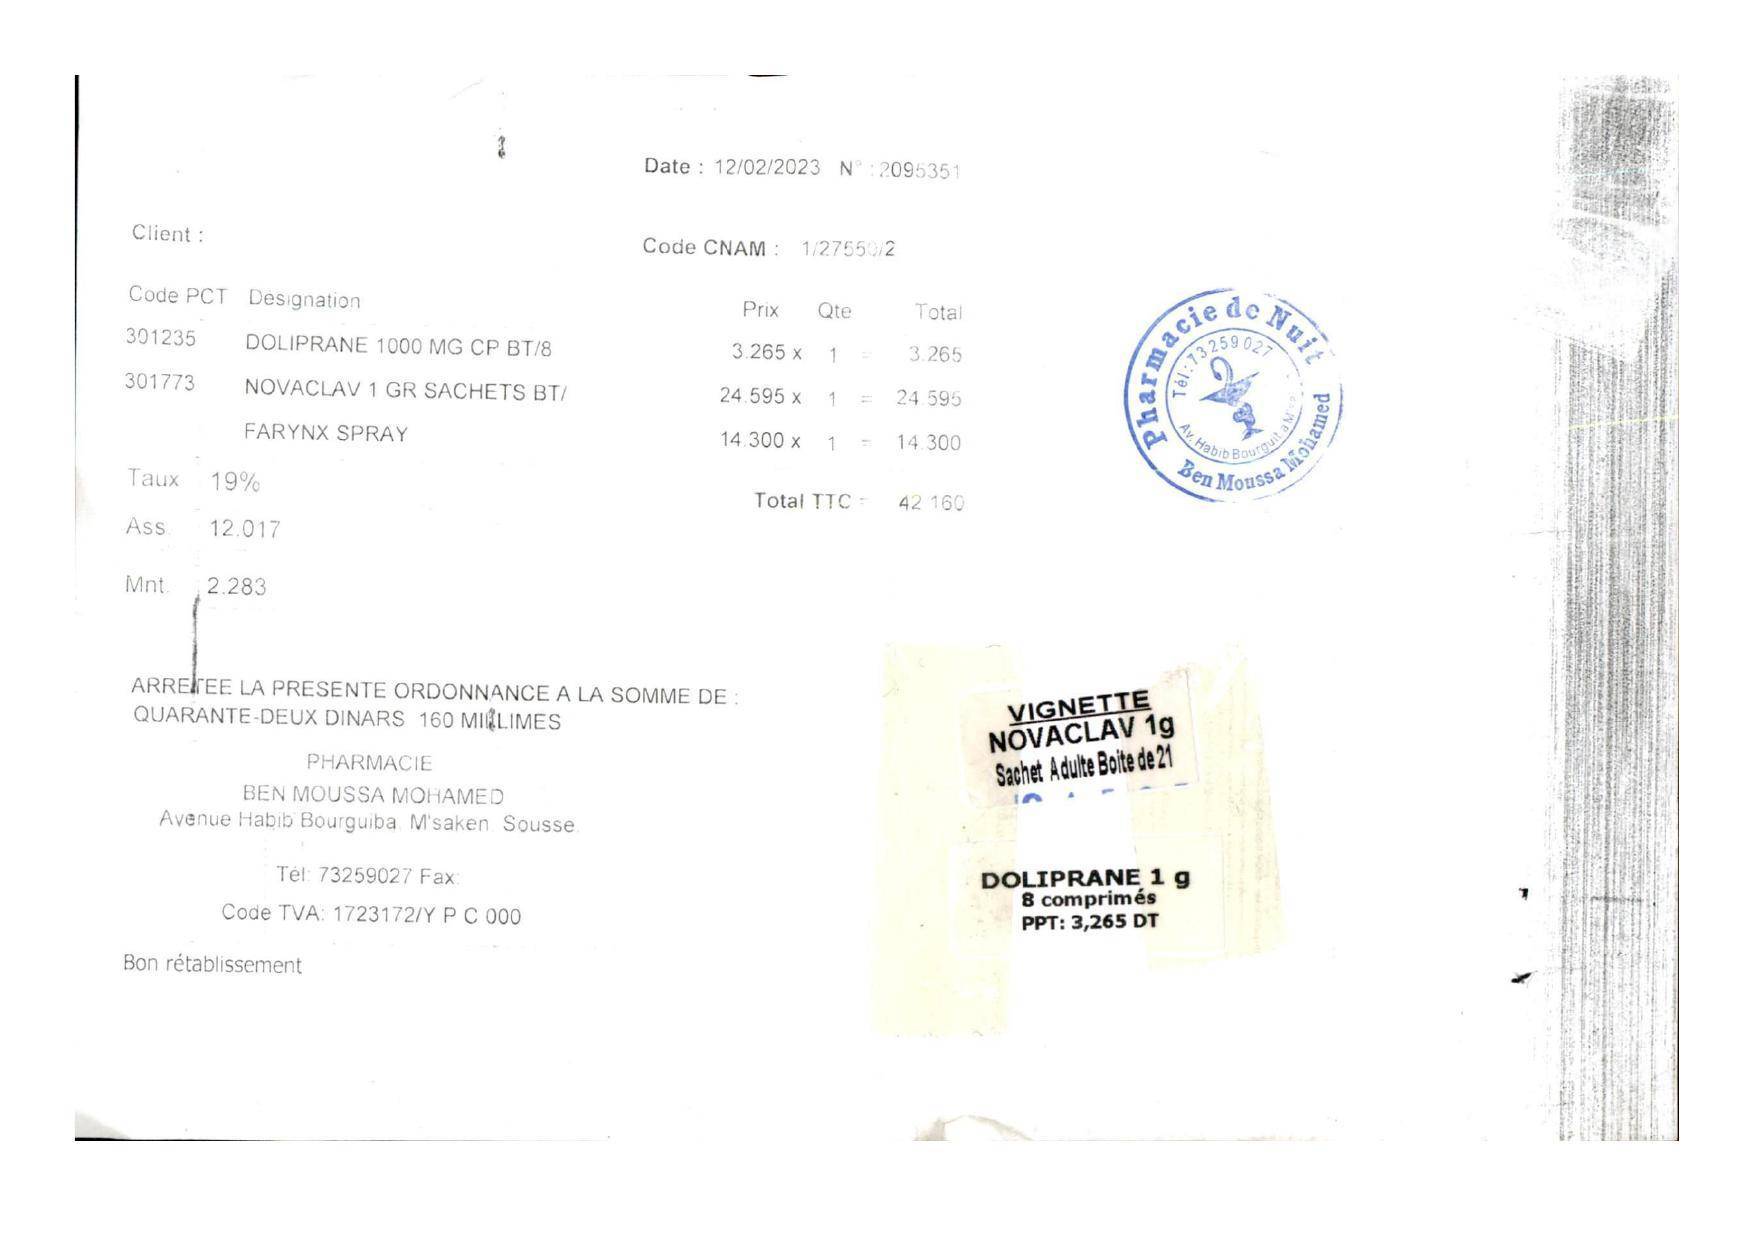 Date : 12/02/2023 N° : 2095351
Client :
Code CNAM : 1/27550/2
Code PCT Designation Prix Qte Total
301235 DOLIPRANE 1000 MG CP BT/8 3.265 x 1 = 3.265
301773 NOVACLAV 1 GR SACHETS BT/ 24.595 x 1 = 24.595
FARYNX SPRAY 14.300 x 1 = 14.300
Taux 19%
Total TTC = 42 160
Ass. 12.017
Mnt. 2.283
ARRETEE LA PRESENTE ORDONNANCE A LA SOMME DE :
QUARANTE-DEUX DINARS 160 MILLIMES
PHARMACIE
BEN MOUSSA MOHAMED
Avenue Habib Bourguiba M'saken Sousse
Tél: 73259027 Fax:
Code TVA: 1723172/Y P C 000
Bon rétablissement
Pharmacie de Nuit
Tél.: 73259027
Av. Habib Bourguiba
Ben Moussa Mohamed
VIGNETTE
NOVACLAV 1g
Sachet Adulte Boite de 21
DOLIPRANE 1 g
8 comprimés
PPT: 3,265 DT